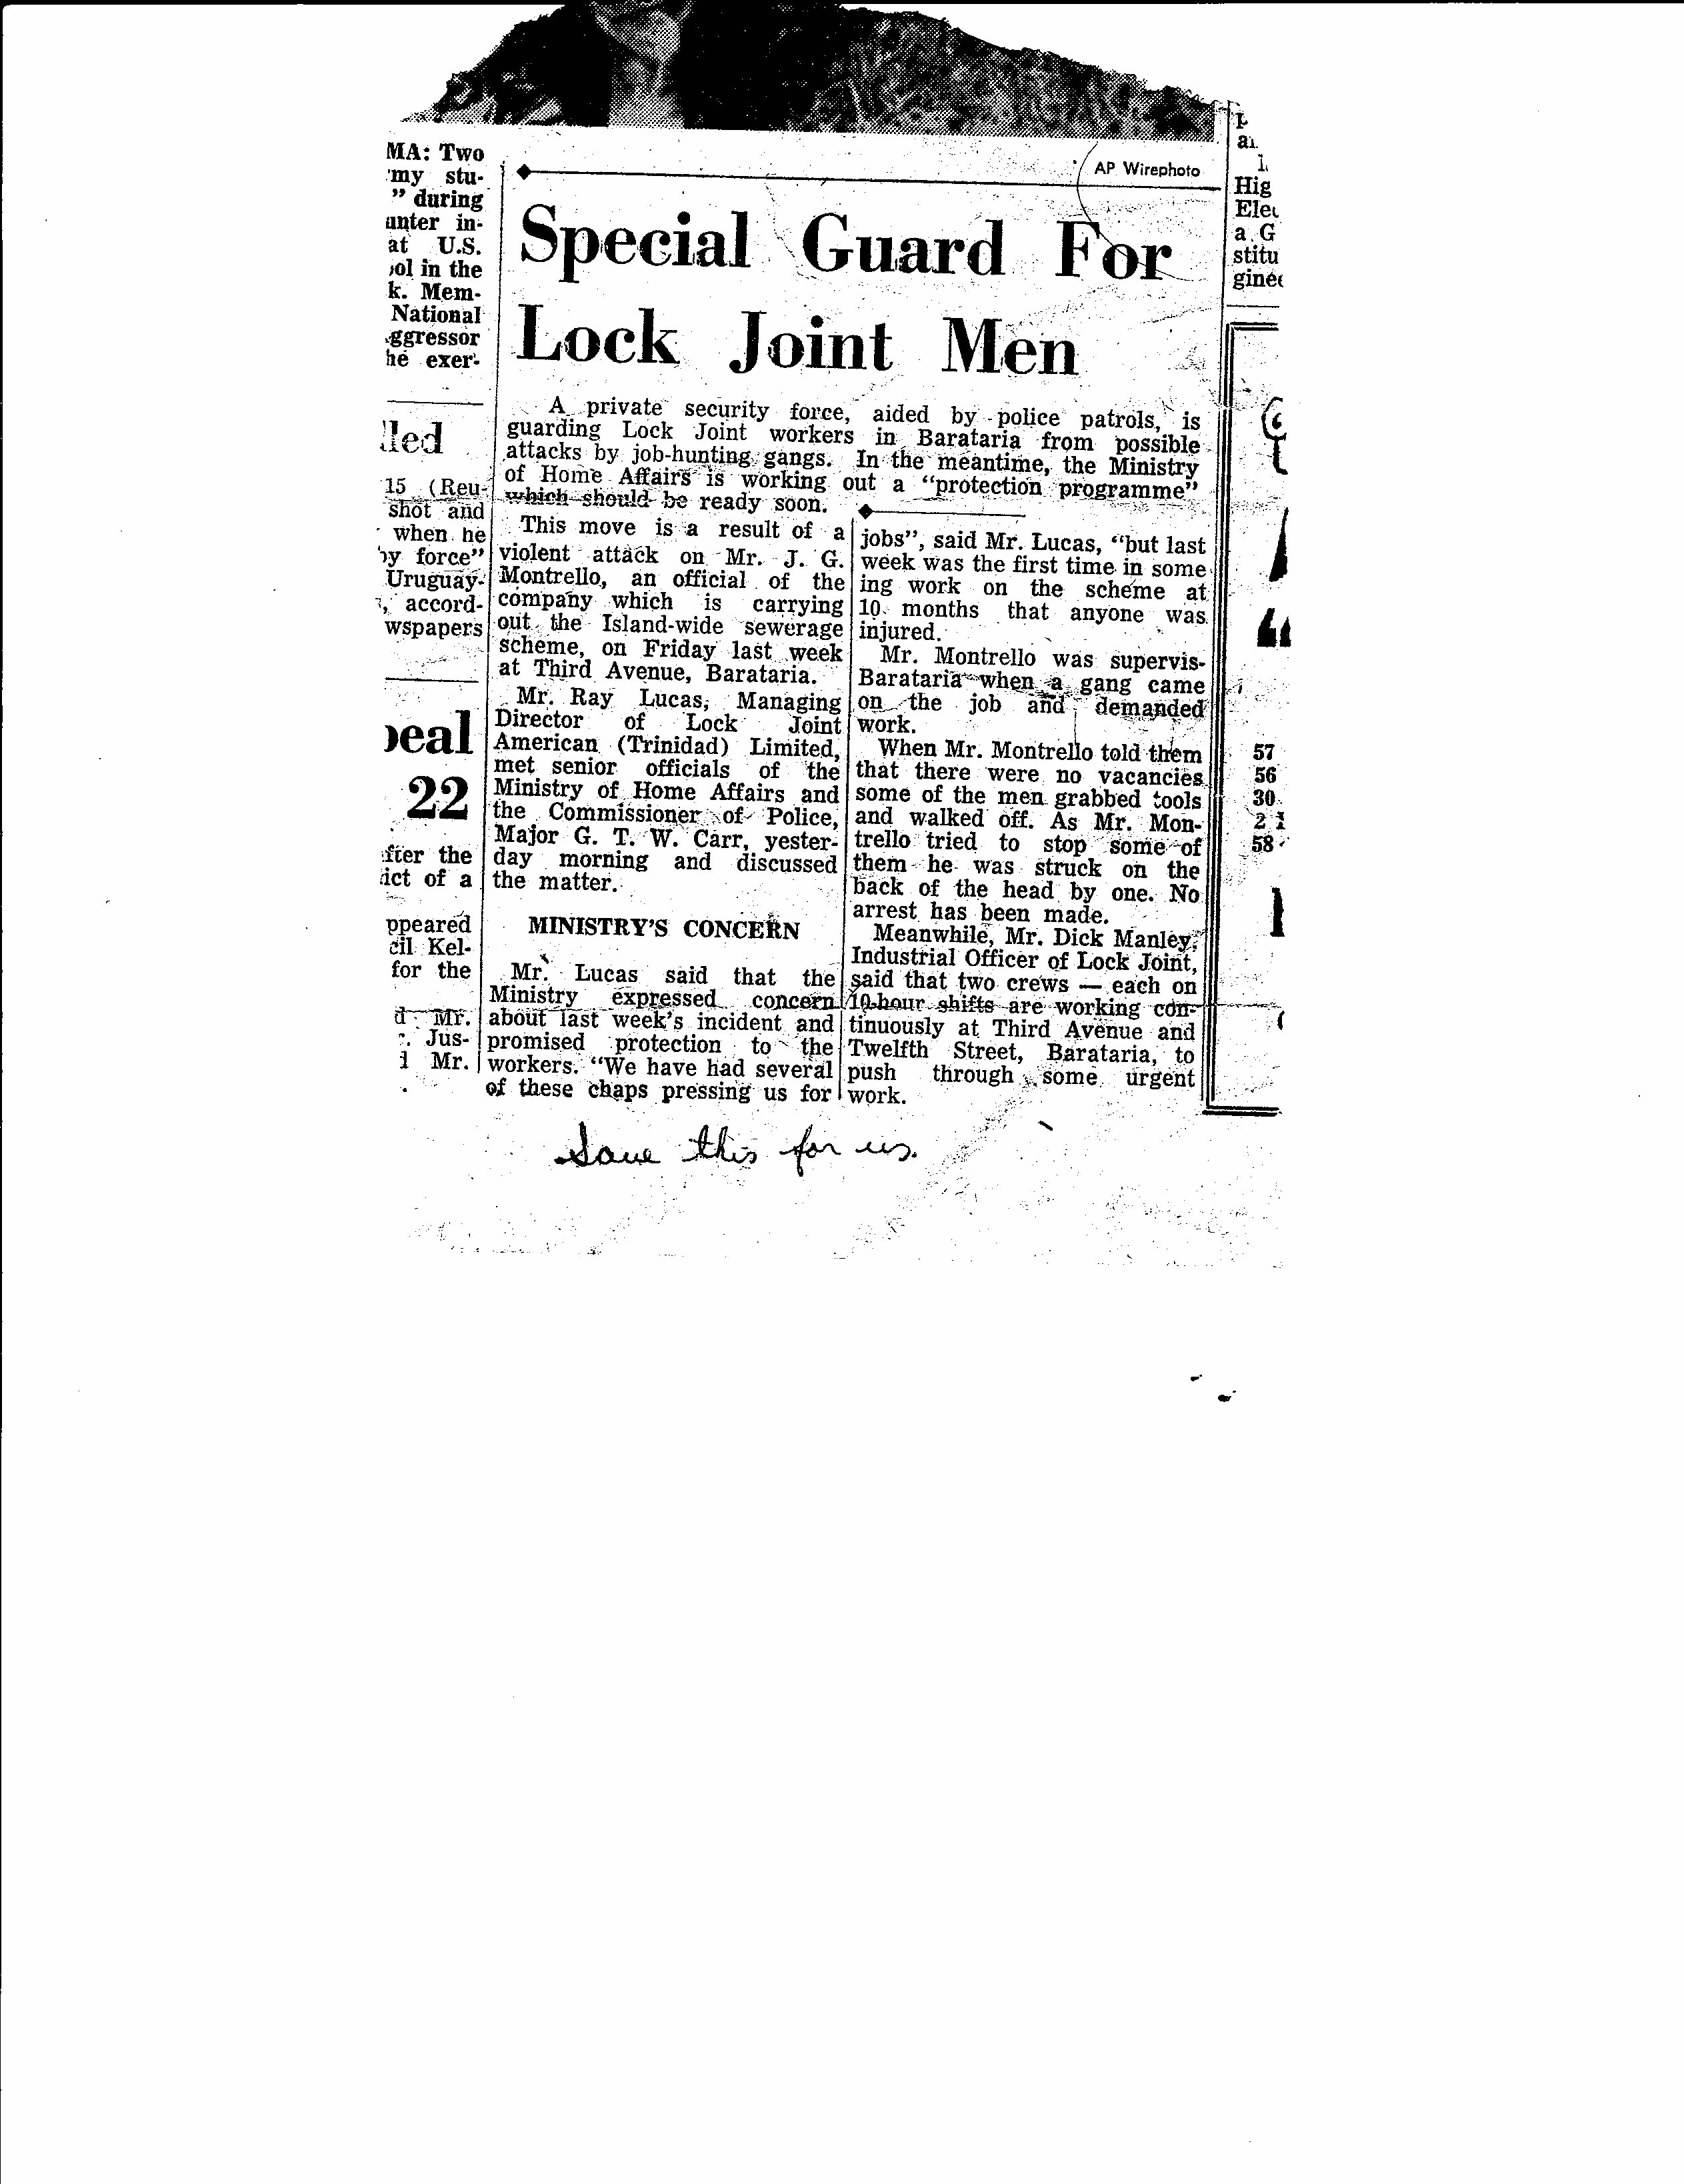 MA: Two
my stu-
” during
unter in-
at U.S.
ol in the
k. Mem-
National
ggressor
he exer-
lled
15 (Reu-
shot and
when he
by force”
Uruguay-
, accord-
wspapers
peal
22
fter the
ict of a
ppeared
cil Kel-
for the
d Mr.
. Jus-
d Mr.
AP Wirephoto
Special Guard For
Lock Joint Men
A private security force, aided by police patrols, is
guarding Lock Joint workers in Barataria from possible
attacks by job-hunting gangs. In the meantime, the Ministry
of Home Affairs is working out a “protection programme”
which should be ready soon.
This move is a result of a
violent attack on Mr. J. G.
Montrello, an official of the
company which is carrying
out the Island-wide sewerage
scheme, on Friday last week
at Third Avenue, Barataria.
Mr. Ray Lucas, Managing
Director of Lock Joint
American (Trinidad) Limited,
met senior officials of the
Ministry of Home Affairs and
the Commissioner of Police,
Major G. T. W. Carr, yester-
day morning and discussed
the matter.
MINISTRY’S CONCERN
Mr. Lucas said that the
Ministry expressed concern
about last week’s incident and
promised protection to the
workers. “We have had several
of these chaps pressing us for
jobs”, said Mr. Lucas, “but last
week was the first time in some
ing work on the scheme at
10 months that anyone was
injured.
Mr. Montrello was supervis-
Barataria when a gang came
on the job and demanded
work.
When Mr. Montrello told them
that there were no vacancies
some of the men grabbed tools
and walked off. As Mr. Mon-
trello tried to stop some of
them he was struck on the
back of the head by one. No
arrest has been made.
Meanwhile, Mr. Dick Manley,
Industrial Officer of Lock Joint,
said that two crews — each on
10-hour shifts are working con-
tinuously at Third Avenue and
Twelfth Street, Barataria, to
push through some urgent
work.
Hig
Elec
a G
stitu
ginee
57
56
30
58
Save this for us.